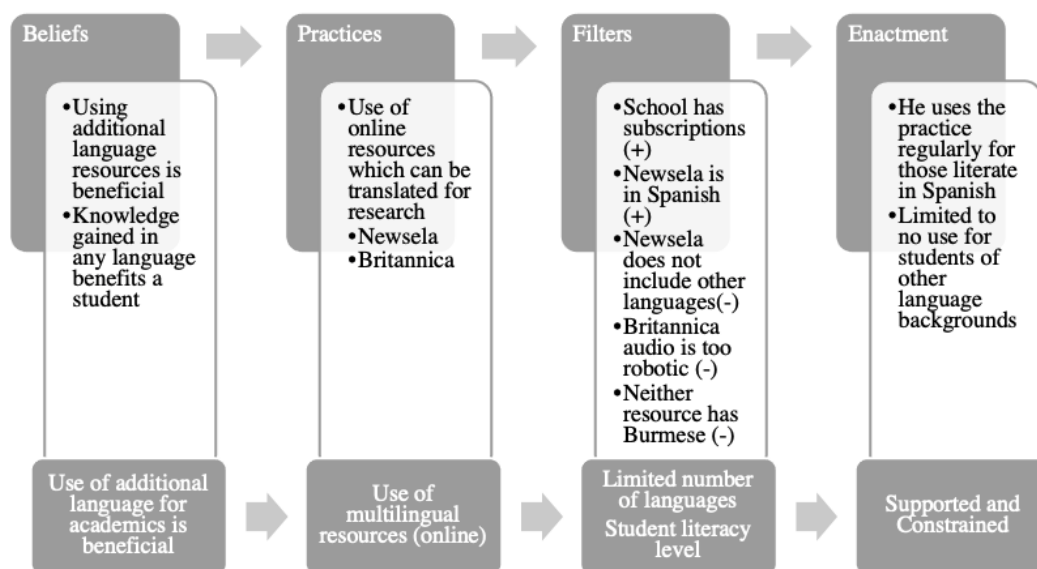 Beliefs
•Using
additional
language
resources is
beneficial
•Knowledge
gained in
any language
benefits a
student
Use of additional
language for
academics is
beneficial
Practices
•Use of
online
resources
which can be
translated for
research
•Newsela
•Britannica
Use of
multilingual
resources (online)
Filters
•School has
subscriptions
(+)
•Newsela is
in Spanish
(+)
•Newsela
does not
include other
languages(-)
•Britannica
audio is too
robotic (-)
•Neither
resource has
Burmese (-)
Limited number
of languages
Student literacy
level
Enactment
•He uses the
practice
regularly for
those literate
in Spanish
•Limited to
no use for
students of
other
language
backgrounds
Supported and
Constrained